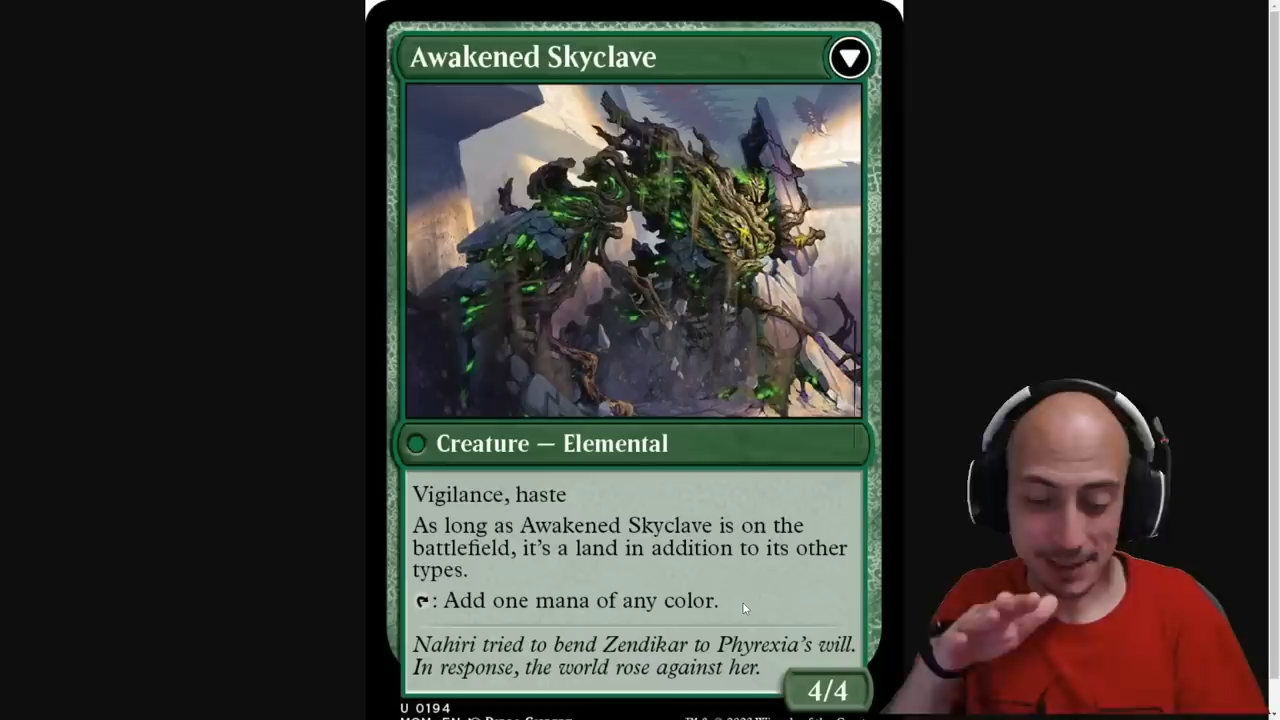 Awakened Skyclave
Creature — Elemental
Vigilance, haste
As long as Awakened Skyclave is on the
battlefield, it's a land in addition to its other
types.
: Add one mana of any color.
Nahiri tried to bend Zendikar to Phyrexia's will.
In response, the world rose against her.
4/4
U 0194